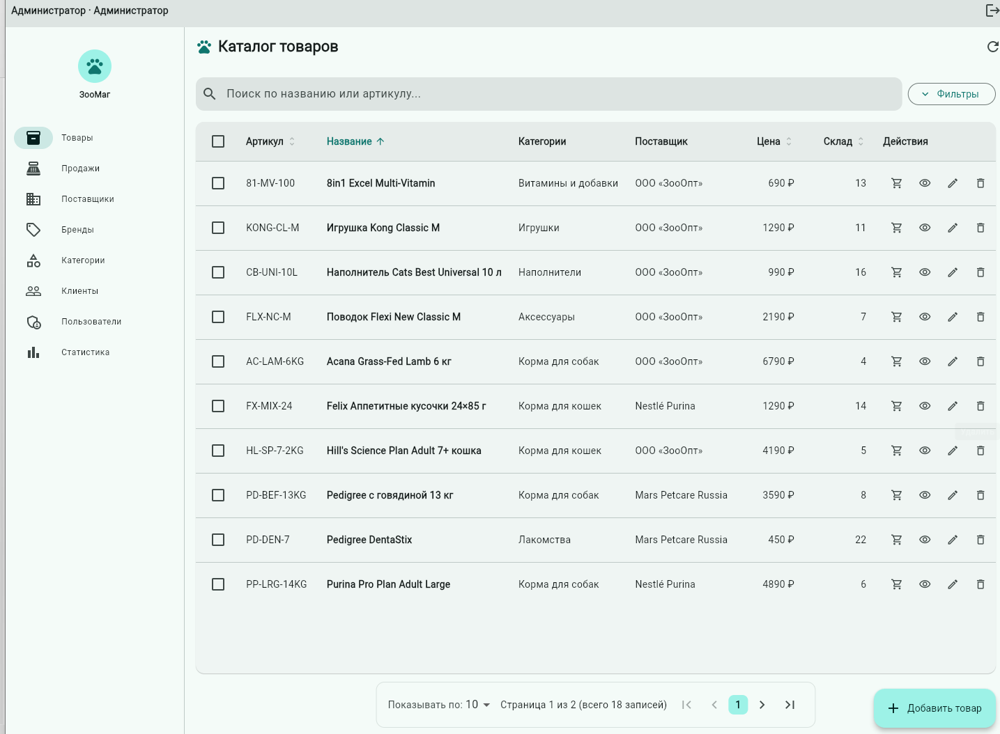 Администратор · Администратор
ЗооМаг
Товары
Продажи
Поставщики
Бренды
Категории
Клиенты
Пользователи
Статистика
Каталог товаров
Поиск по названию или артикулу...
Фильтры
Артикул Название Категории Поставщик Цена Склад Действия
81-MV-100 8in1 Excel Multi-Vitamin Витамины и добавки ООО «ЗооОпт» 690 ₽ 13
KONG-CL-M Игрушка Kong Classic M Игрушки ООО «ЗооОпт» 1290 ₽ 11
CB-UNI-10L Наполнитель Cats Best Universal 10 л Наполнители ООО «ЗооОпт» 990 ₽ 16
FLX-NC-M Поводок Flexi New Classic M Аксессуары ООО «ЗооОпт» 2190 ₽ 7
AC-LAM-6KG Acana Grass-Fed Lamb 6 кг Корма для собак ООО «ЗооОпт» 6790 ₽ 4
FX-MIX-24 Felix Аппетитные кусочки 24×85 г Корма для кошек Nestlé Purina 1290 ₽ 14
HL-SP-7-2KG Hill's Science Plan Adult 7+ кошка Корма для кошек ООО «ЗооОпт» 4190 ₽ 5
PD-BEF-13KG Pedigree с говядиной 13 кг Корма для собак Mars Petcare Russia 3590 ₽ 8
PD-DEN-7 Pedigree DentaStix Лакомства Mars Petcare Russia 450 ₽ 22
PP-LRG-14KG Purina Pro Plan Adult Large Корма для собак Nestlé Purina 4890 ₽ 6
Показывать по: 10 Страница 1 из 2 (всего 18 записей) 1
Добавить товар